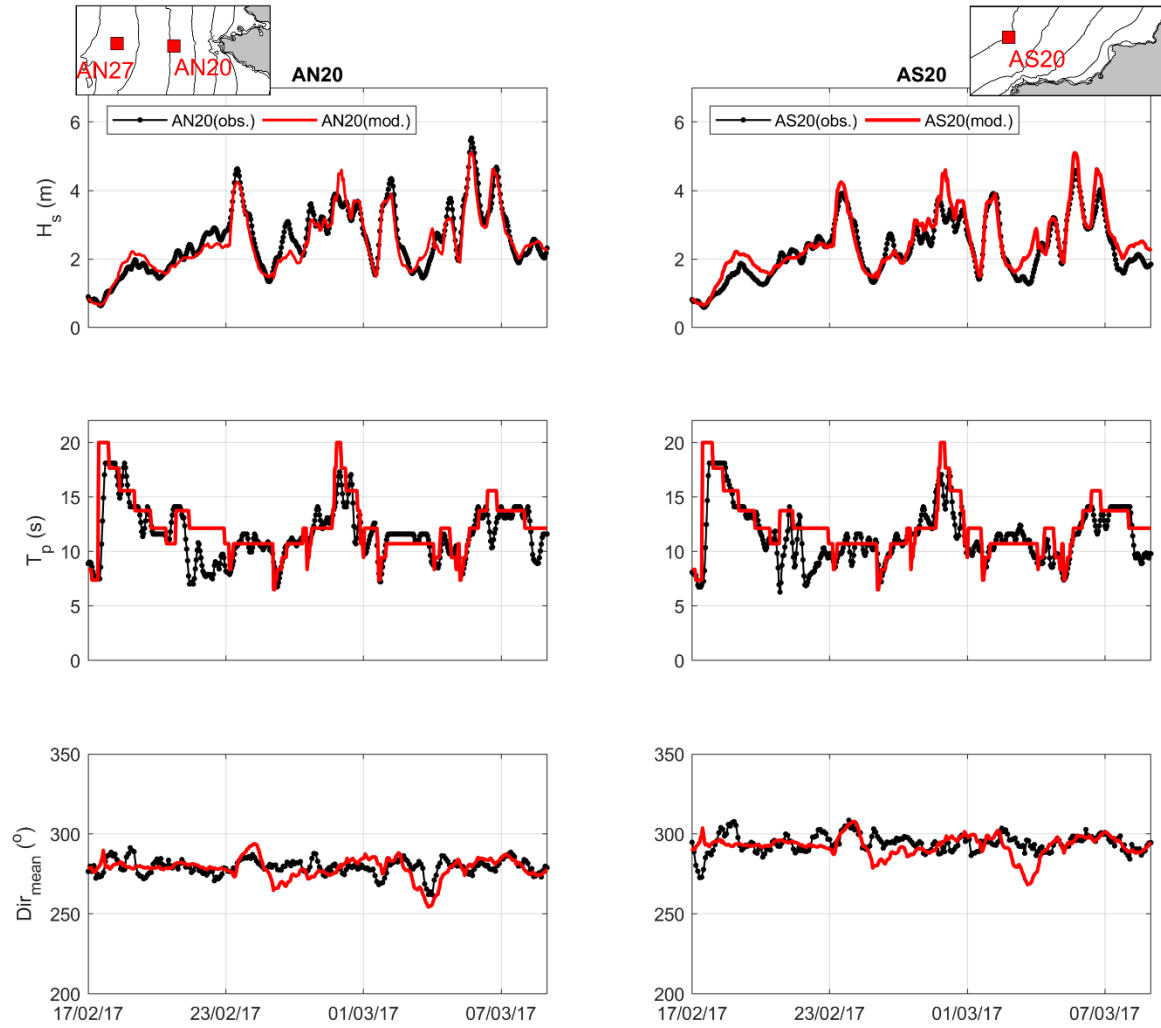 AN27
AN20
AN20
AS20
AS20
AN20(obs.) AN20(mod.)
AS20(obs.) AS20(mod.)
6
4
2
0
H_s (m)
6
4
2
0
20
15
10
5
0
T_p (s)
20
15
10
5
0
350
300
250
200
Dir_mean (°)
350
300
250
200
17/02/17 23/02/17 01/03/17 07/03/17
17/02/17 23/02/17 01/03/17 07/03/17